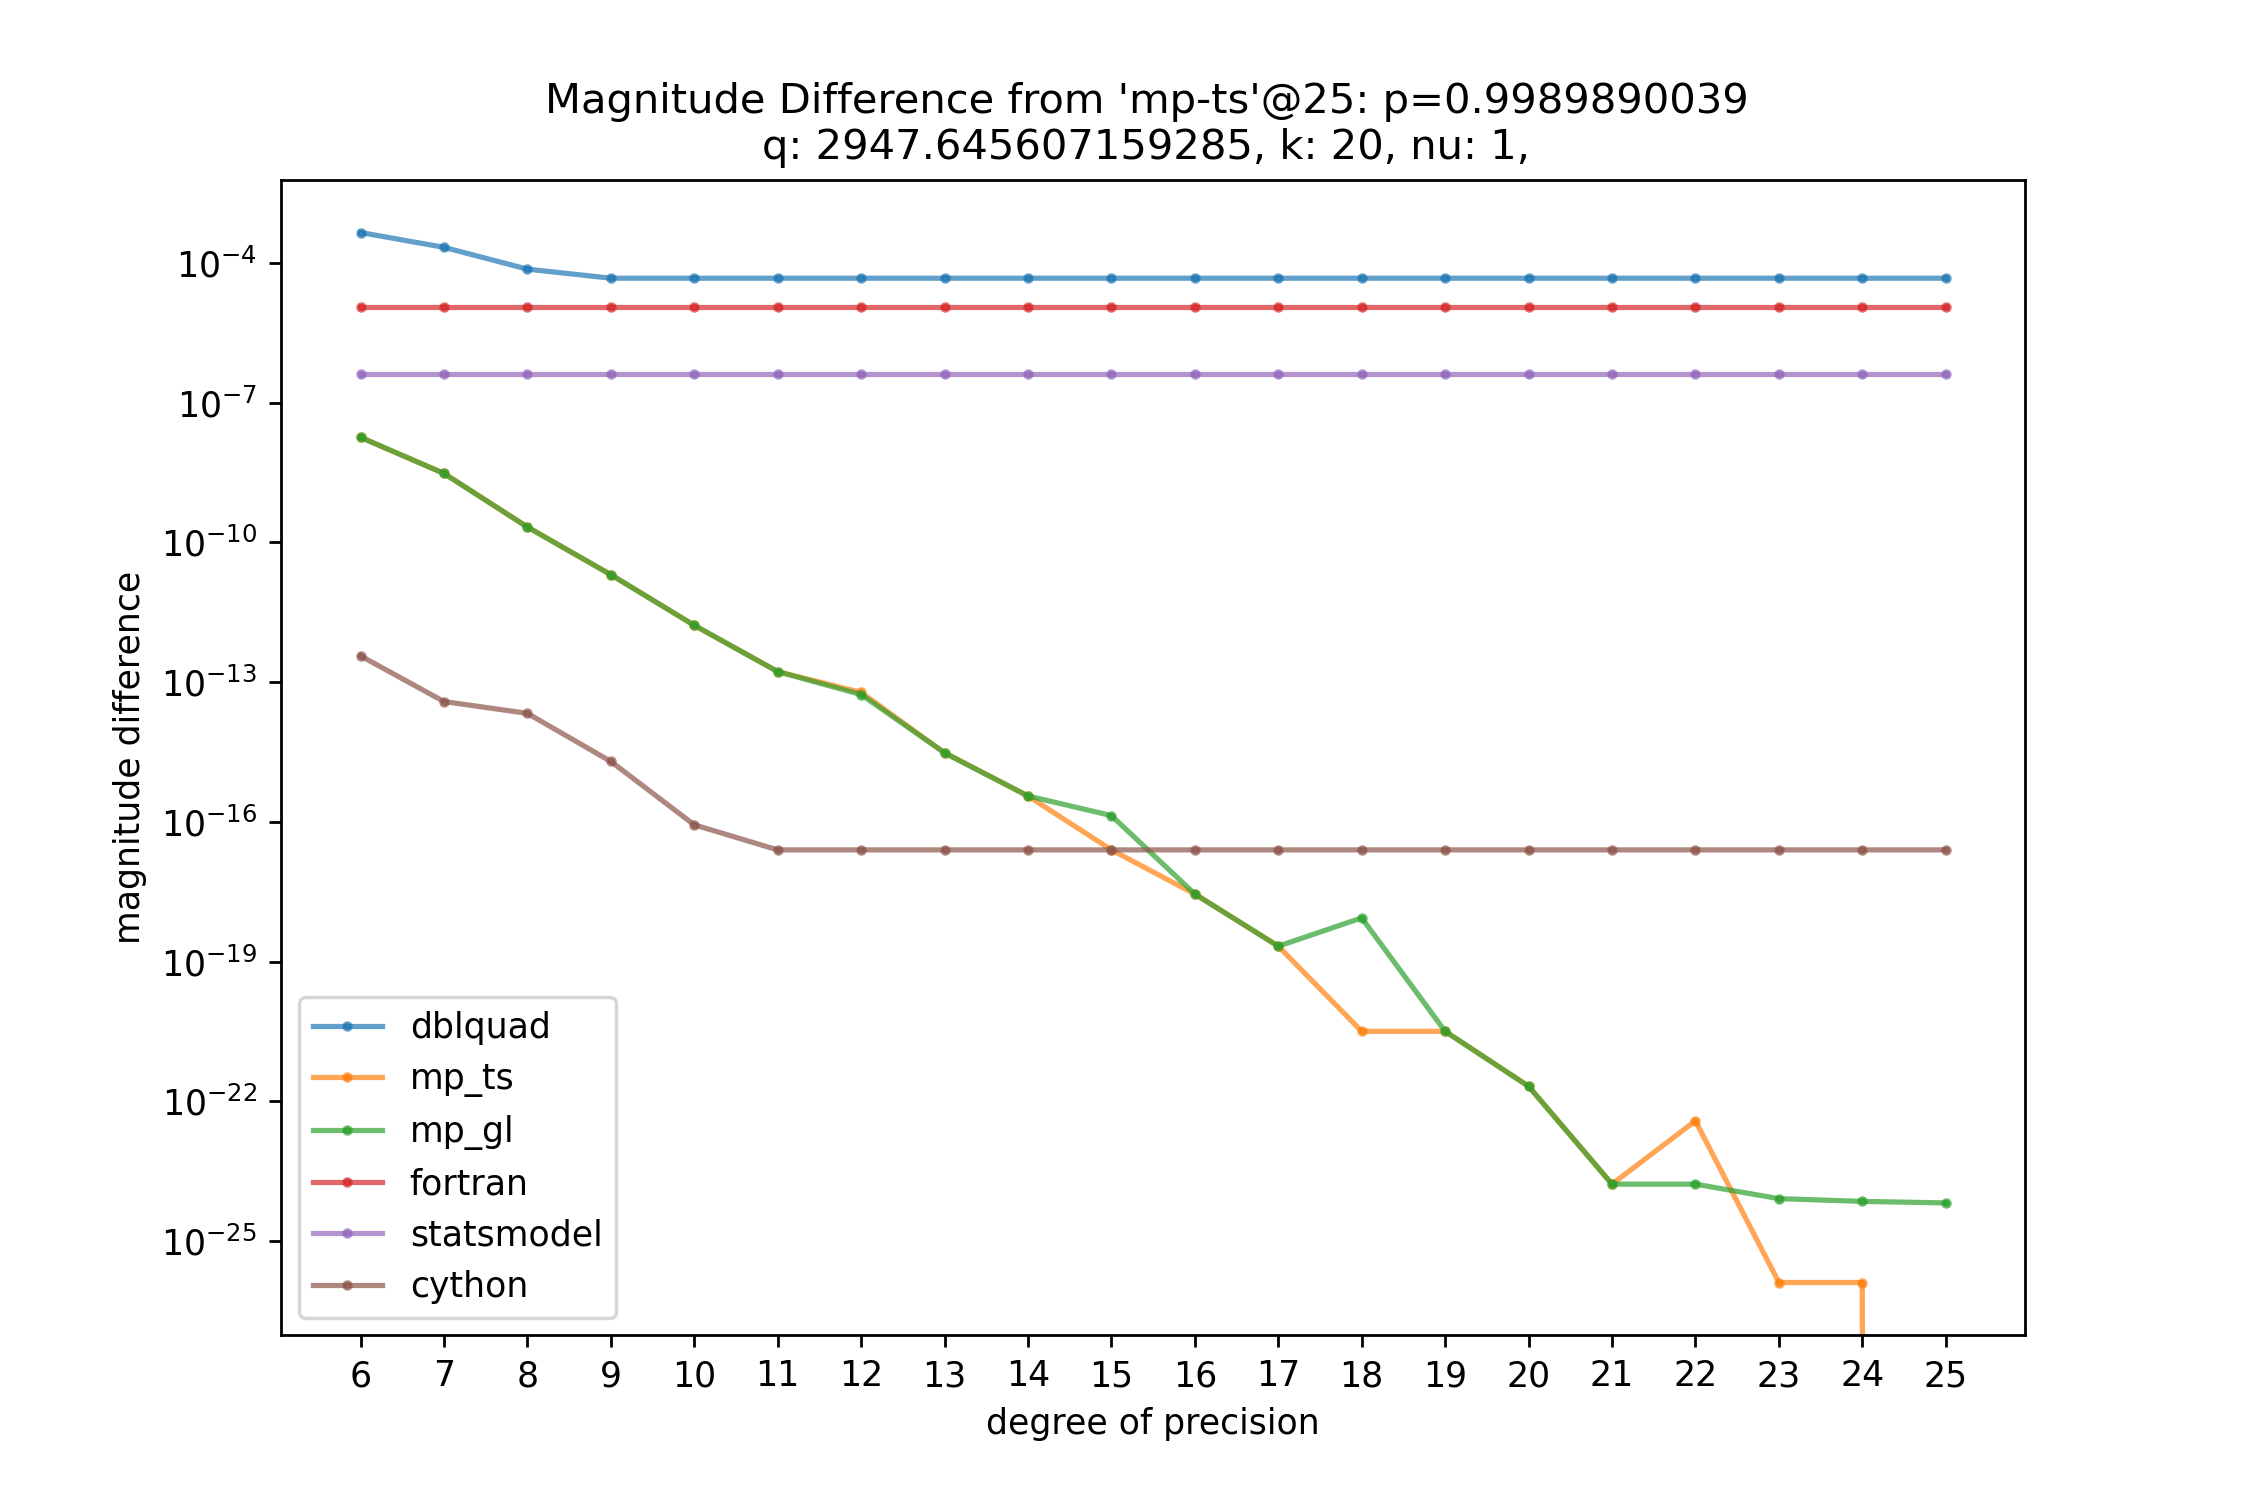 Magnitude Difference from 'mp-ts'@25: p=0.9989890039
q: 2947.645607159285, k: 20, nu: 1,
magnitude difference
10⁻⁴
10⁻⁷
10⁻¹⁰
10⁻¹³
10⁻¹⁶
10⁻¹⁹
10⁻²²
10⁻²⁵
dblquad
mp_ts
mp_gl
fortran
statsmodel
cython
6 7 8 9 10 11 12 13 14 15 16 17 18 19 20 21 22 23 24 25
degree of precision